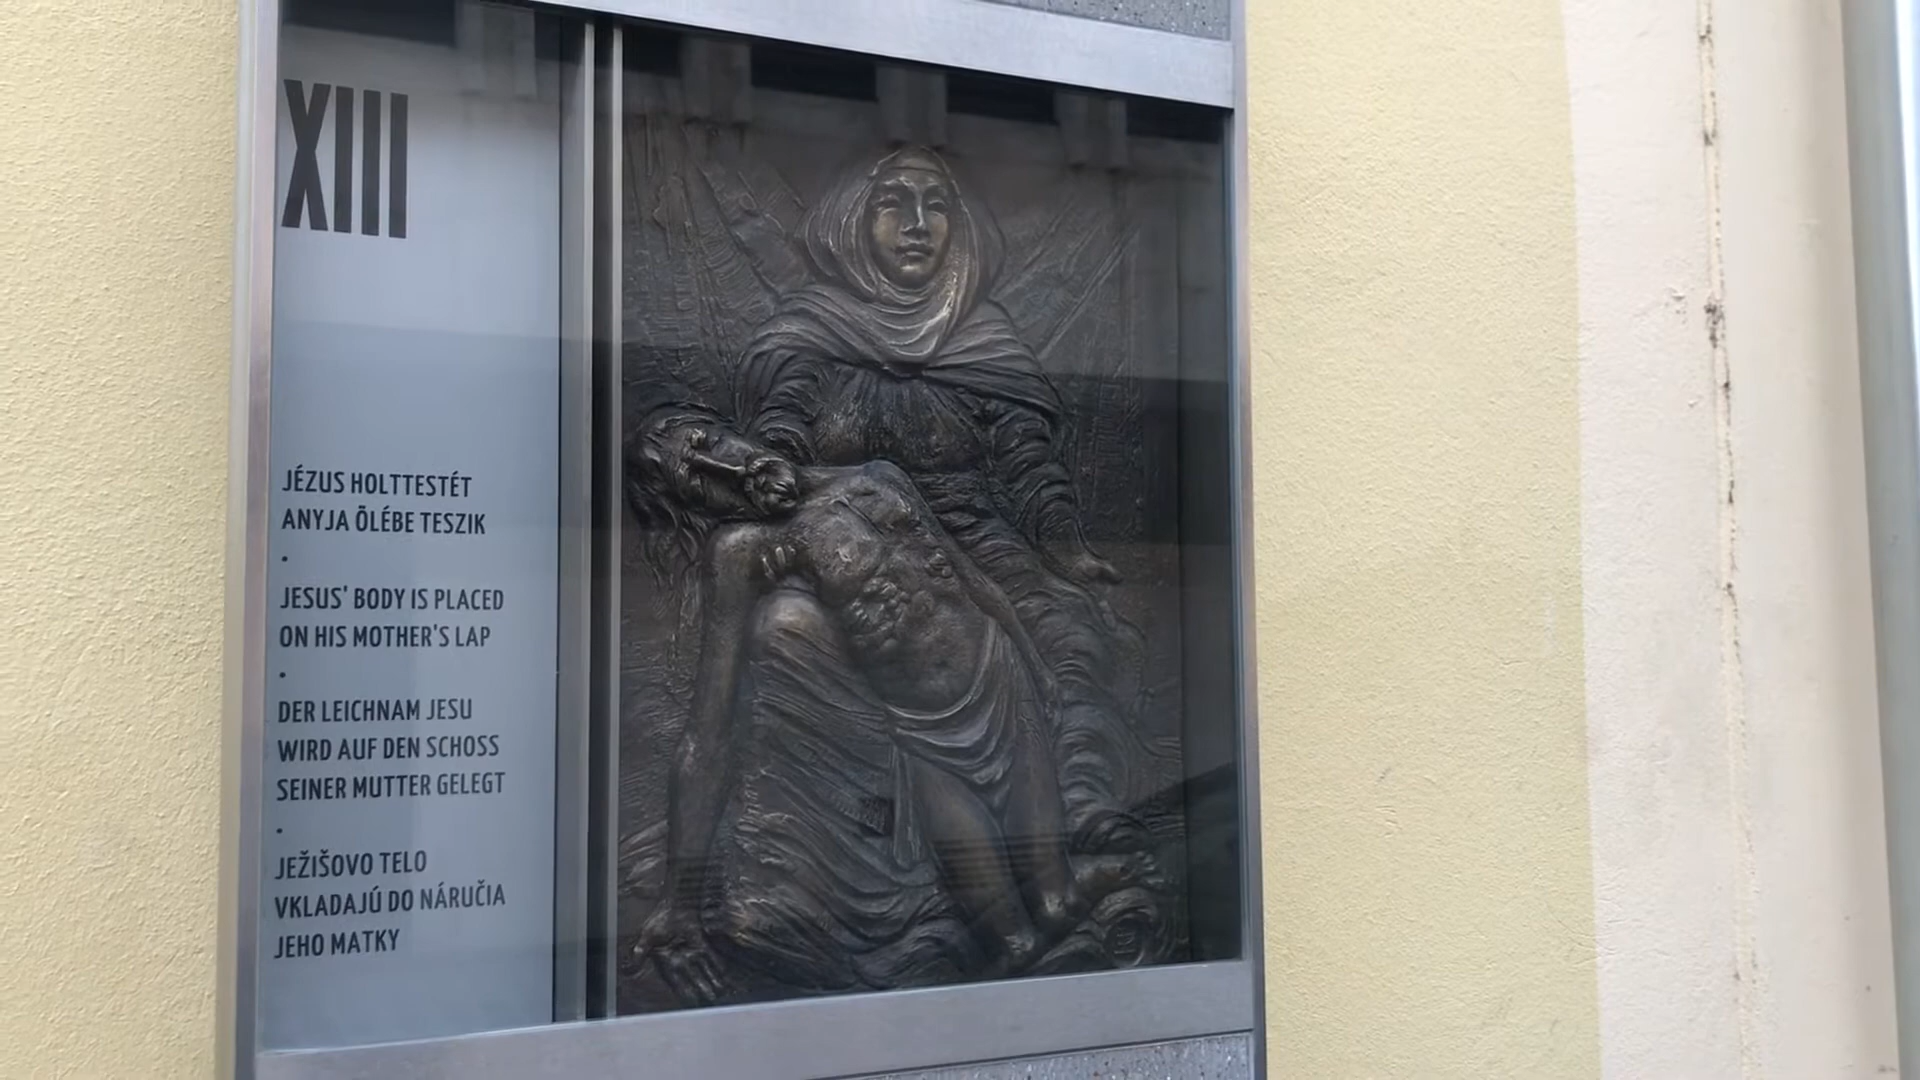 XIII
JÉZUS HOLTTESTÉT
ANYJA ÖLÉBE TESZIK
•
JESUS' BODY IS PLACED
ON HIS MOTHER'S LAP
•
DER LEICHNAM JESU
WIRD AUF DEN SCHOSS
SEINER MUTTER GELEGT
•
JEŽIŠOVO TELO
VKLADAJÚ DO NÁRUČIA
JEHO MATKY